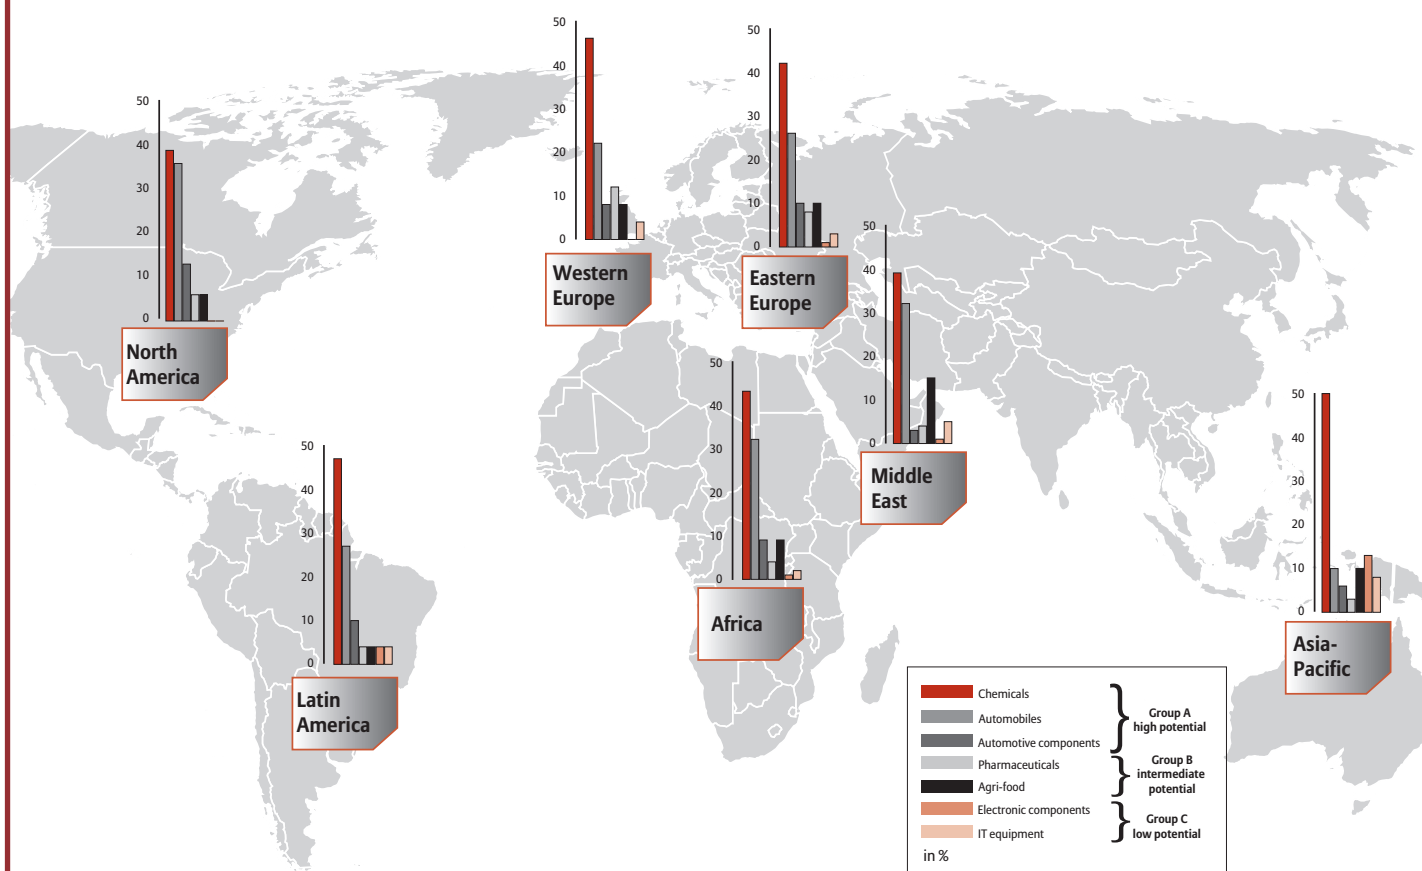 50
40
30
20
10
0
Western
Europe
50
40
30
20
10
0
Eastern
Europe
50
40
30
20
10
0
North
America
50
40
30
20
10
0
Middle
East
50
40
30
20
10
0
Africa
50
40
30
20
10
0
Asia-
Pacific
50
40
30
20
10
0
Latin
America
Chemicals
Automobiles
Automotive components
Group A
high potential
Pharmaceuticals
Agri-food
Group B
intermediate
potential
Electronic components
IT equipment
Group C
low potential
in %